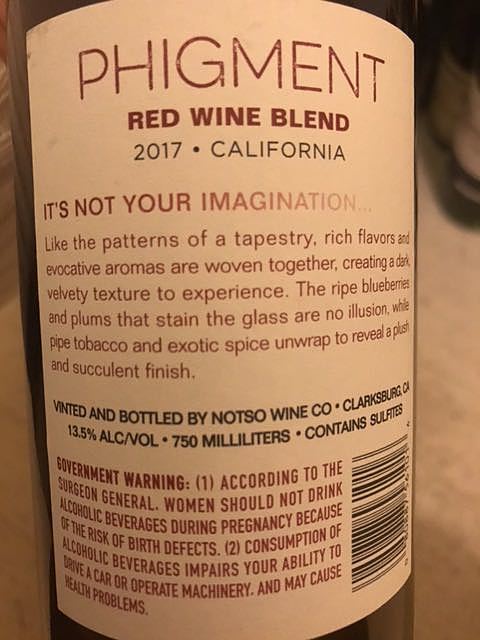 PHIGMENT
RED WINE BLEND
2017 • CALIFORNIA
IT'S NOT YOUR IMAGINATION...
Like the patterns of a tapestry, rich flavors and
evocative aromas are woven together, creating a dark,
velvety texture to experience. The ripe blueberries
and plums that stain the glass are no illusion, while
pipe tobacco and exotic spice unwrap to reveal a plush
and succulent finish.
VINTED AND BOTTLED BY NOTSO WINE CO • CLARKSBURG, CA
13.5% ALC/VOL • 750 MILLILITERS • CONTAINS SULFITES
GOVERNMENT WARNING: (1) ACCORDING TO THE
SURGEON GENERAL, WOMEN SHOULD NOT DRINK
ALCOHOLIC BEVERAGES DURING PREGNANCY BECAUSE
OF THE RISK OF BIRTH DEFECTS. (2) CONSUMPTION OF
ALCOHOLIC BEVERAGES IMPAIRS YOUR ABILITY TO
DRIVE A CAR OR OPERATE MACHINERY, AND MAY CAUSE
HEALTH PROBLEMS.